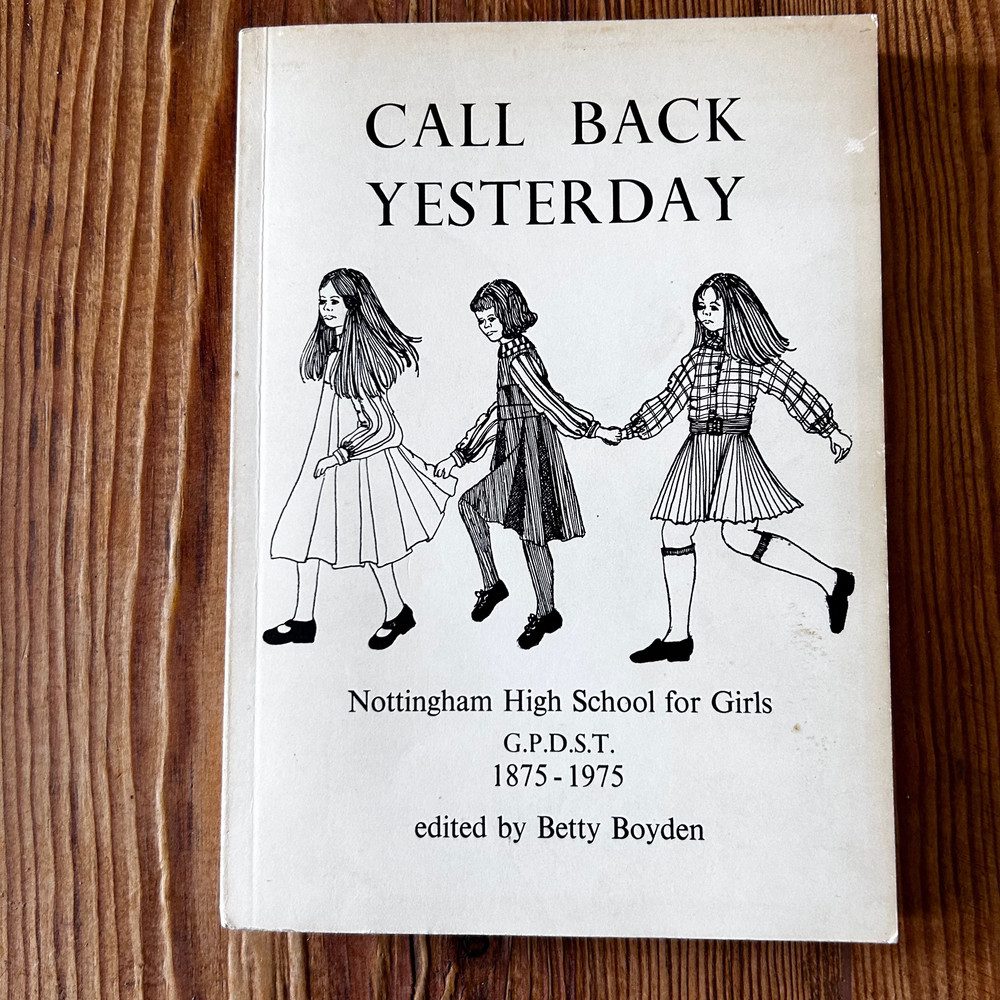 CALL BACK
YESTERDAY
Nottingham High School for Girls
G.P.D.S.T.
1875 - 1975
edited by Betty Boyden